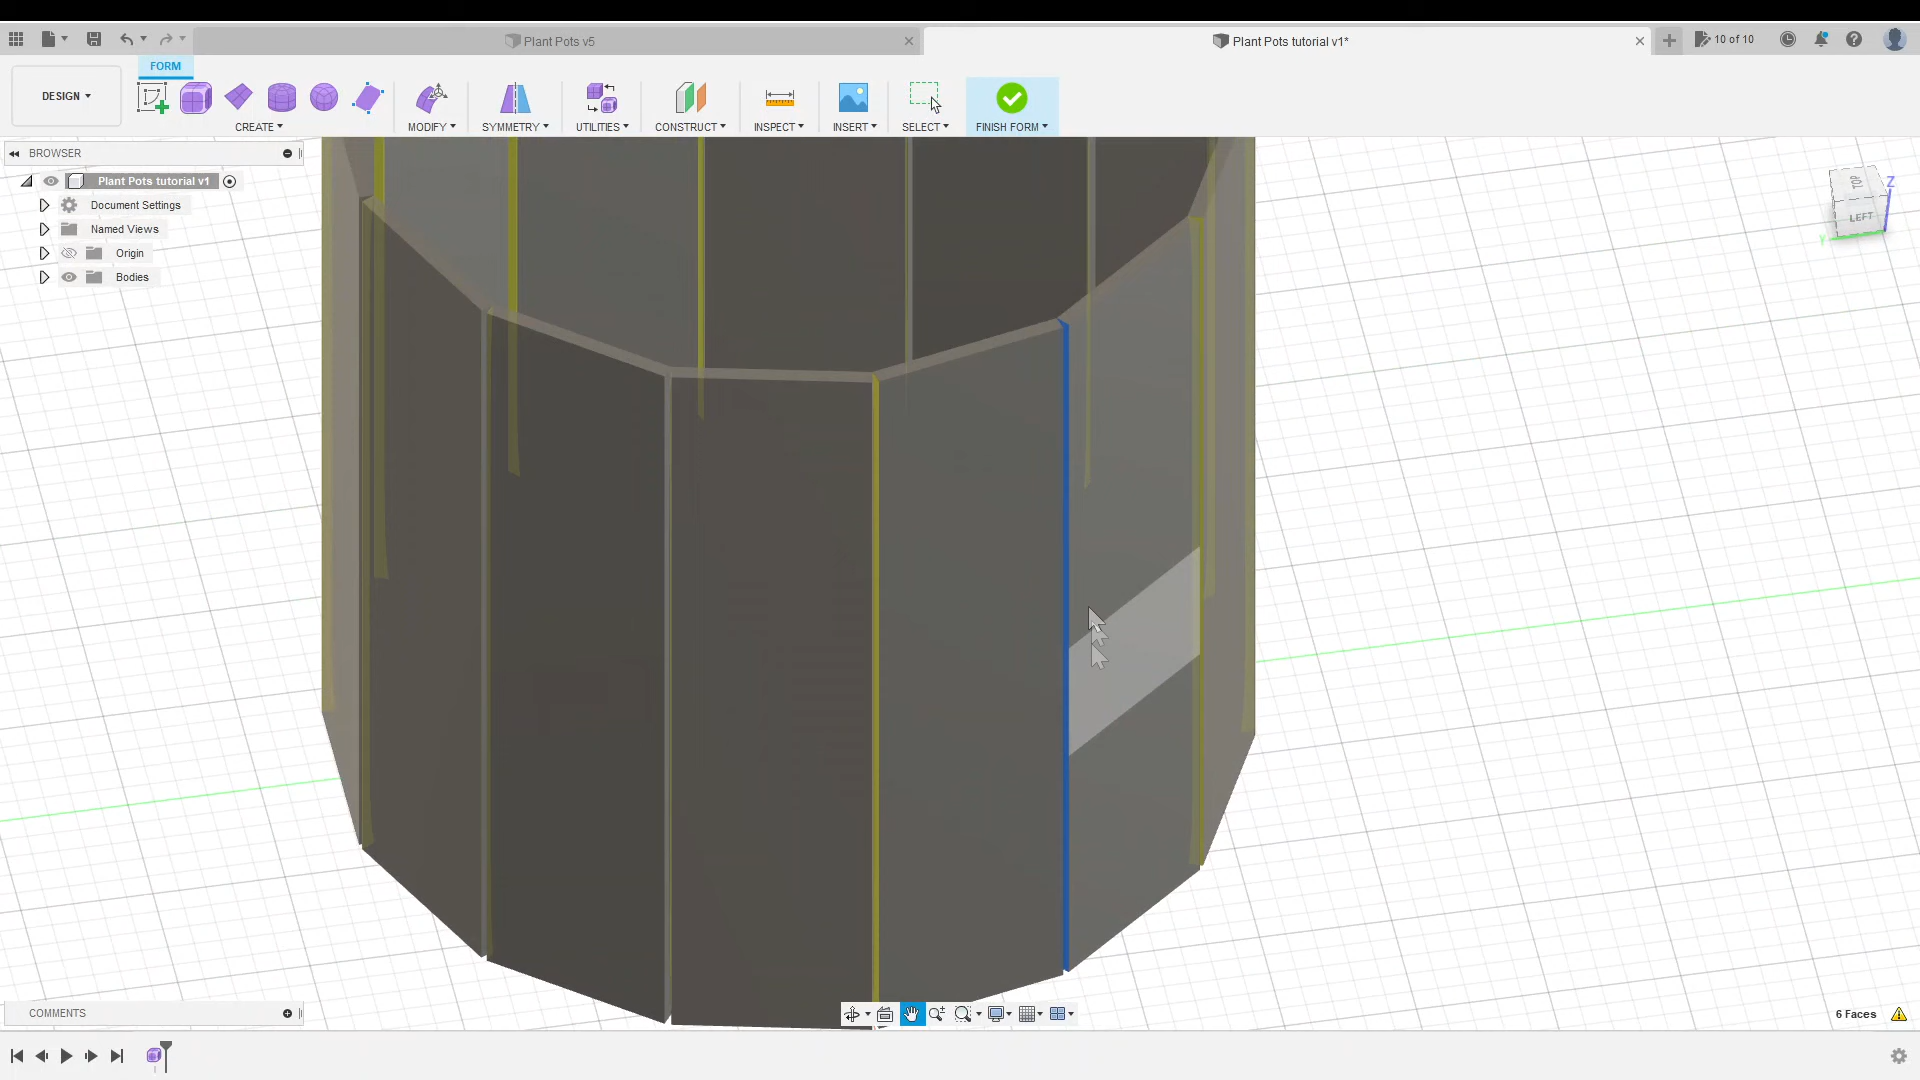 Plant Pots v5
Plant Pots tutorial v1*
10 of 10
FORM
DESIGN
CREATE
MODIFY
SYMMETRY
UTILITIES
CONSTRUCT
INSPECT
INSERT
SELECT
FINISH FORM
BROWSER
Plant Pots tutorial v1
Document Settings
Named Views
Origin
Bodies
TOP
LEFT
Z
Y
COMMENTS
6 Faces